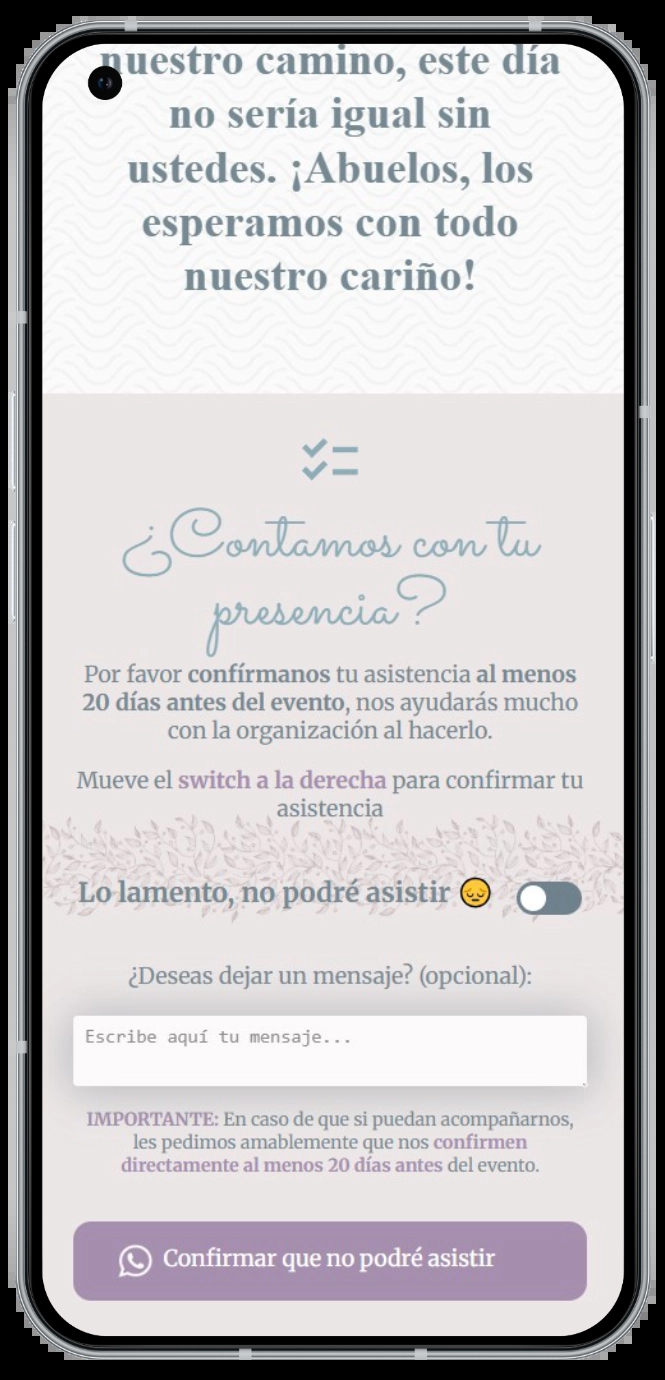 nuestro camino, este día
no sería igual sin
ustedes. ¡Abuelos, los
esperamos con todo
nuestro cariño!
¿Contamos con tu
presencia?
Por favor confírmanos tu asistencia al menos
20 días antes del evento, nos ayudarás mucho
con la organización al hacerlo.
Mueve el switch a la derecha para confirmar tu
asistencia
Lo lamento, no podré asistir 😔
¿Deseas dejar un mensaje? (opcional):
Escribe aquí tu mensaje...
IMPORTANTE: En caso de que si puedan acompañarnos,
les pedimos amablemente que nos confirmen
directamente al menos 20 días antes del evento.
Confirmar que no podré asistir